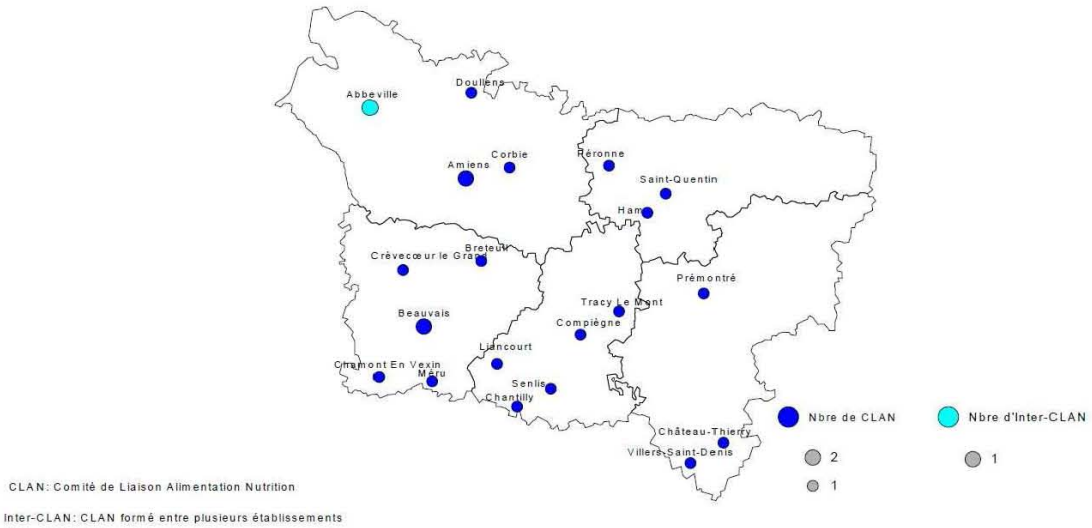 Doullens
Abbeville
Corbie
Amiens
Péronne
Saint-Quentin
Ham
Breteuil
Crèvecœur le Grand
Prémontré
Tracy Le Mont
Beauvais
Compiègne
Liancourt
Chamont En Vexin
Méru
Senlis
Chantilly
Nbre de CLAN
Nbre d'Inter-CLAN
Château-Thierry
Villers-Saint-Denis
2
1
1
CLAN: Comité de Liaison Alimentation Nutrition
Inter-CLAN: CLAN formé entre plusieurs établissements